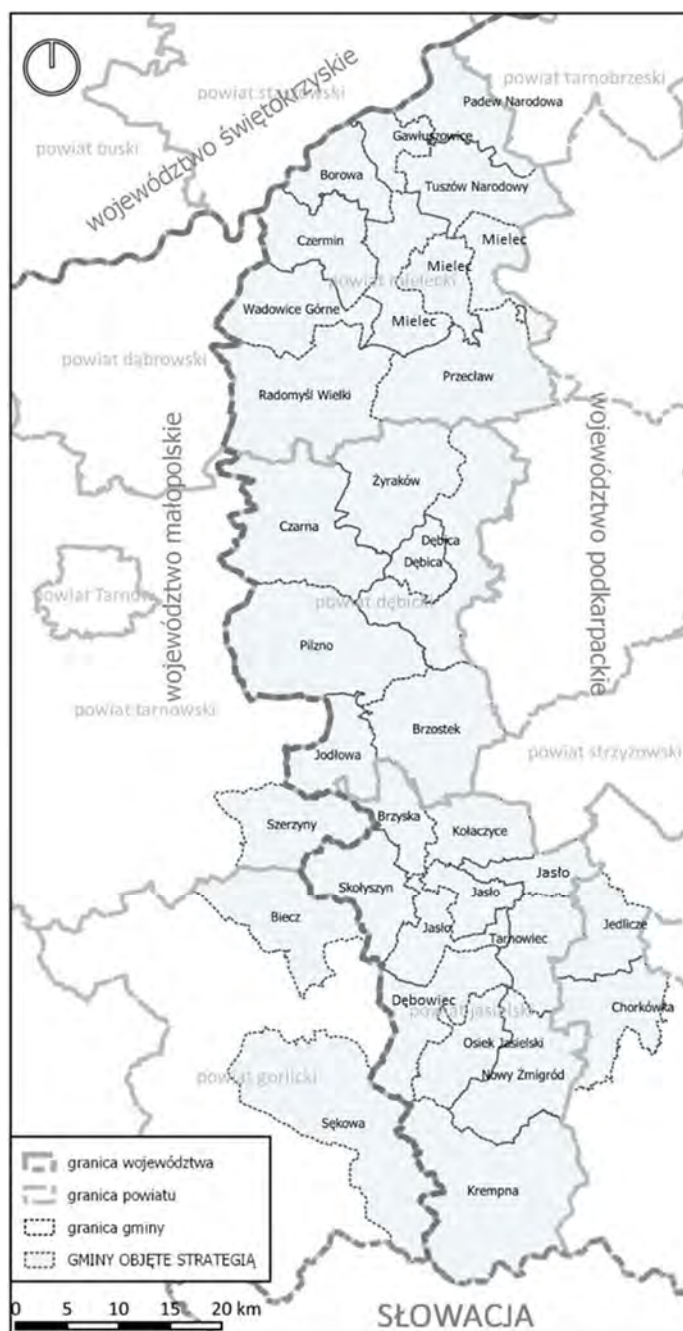 powiat tarnobrzeski
powiat staszowski
Padew Narodowa
województwo świętokrzyskie
powiat buski
Gawłuszowice
Borowa
Tuszów Narodowy
Czermin
Mielec
Mielec
powiat mielecki
Wadowice Górne
Mielec
powiat dąbrowski
Przecław
Radomyśl Wielki
województwo małopolskie
województwo podkarpackie
Żyraków
Czarna
Dębica
Dębica
powiat Tarnów
powiat dębicki
Pilzno
powiat tarnowski
Brzostek
Jodłowa
powiat strzyżowski
Szerzyny
Brzyska
Kołaczyce
Jasło
Skołyszyn
Jasło
Biecz
Jasło
Jedlicze
Tarnowiec
Dębowiec
powiat jasielski
Chorkówka
Osiek Jasielski
powiat gorlicki
Nowy Żmigród
Sękowa
Krempna
granica województwa
granica powiatu
granica gminy
GMINY OBJĘTE STRATEGIĄ
0 5 10 15 20 km
SŁOWACJA